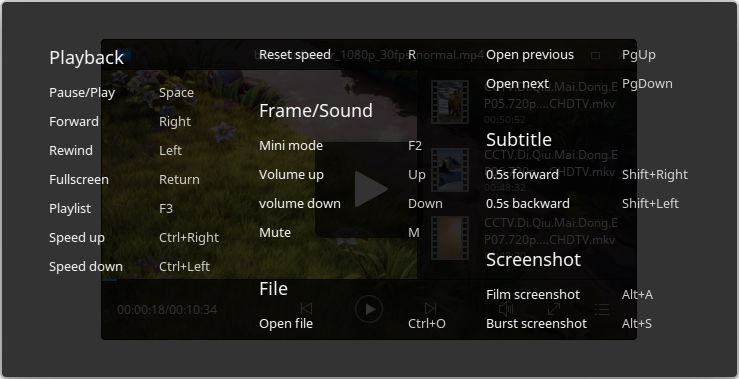 Playback
Pause/Play Space
Forward Right
Rewind Left
Fullscreen Return
Playlist F3
Speed up Ctrl+Right
Speed down Ctrl+Left
Reset speed R
Frame/Sound
Mini mode F2
Volume up Up
volume down Down
Mute M
File
Open file Ctrl+O
Open previous PgUp
Open next PgDown
Subtitle
0.5s forward Shift+Right
0.5s backward Shift+Left
Screenshot
Film screenshot Alt+A
Burst screenshot Alt+S
_1080p_30fps_normal.mp4
CCTV.Di.Qiu.Mai.Dong.E
P05.720p....CHDTV.mkv
00:50:52
CCTV.Di.Qiu.Mai.Dong.E
00:48:32
CCTV.Di.Qiu.Mai.Dong.E
P07.720p....CHDTV.mkv
00:00:18/00:10:34